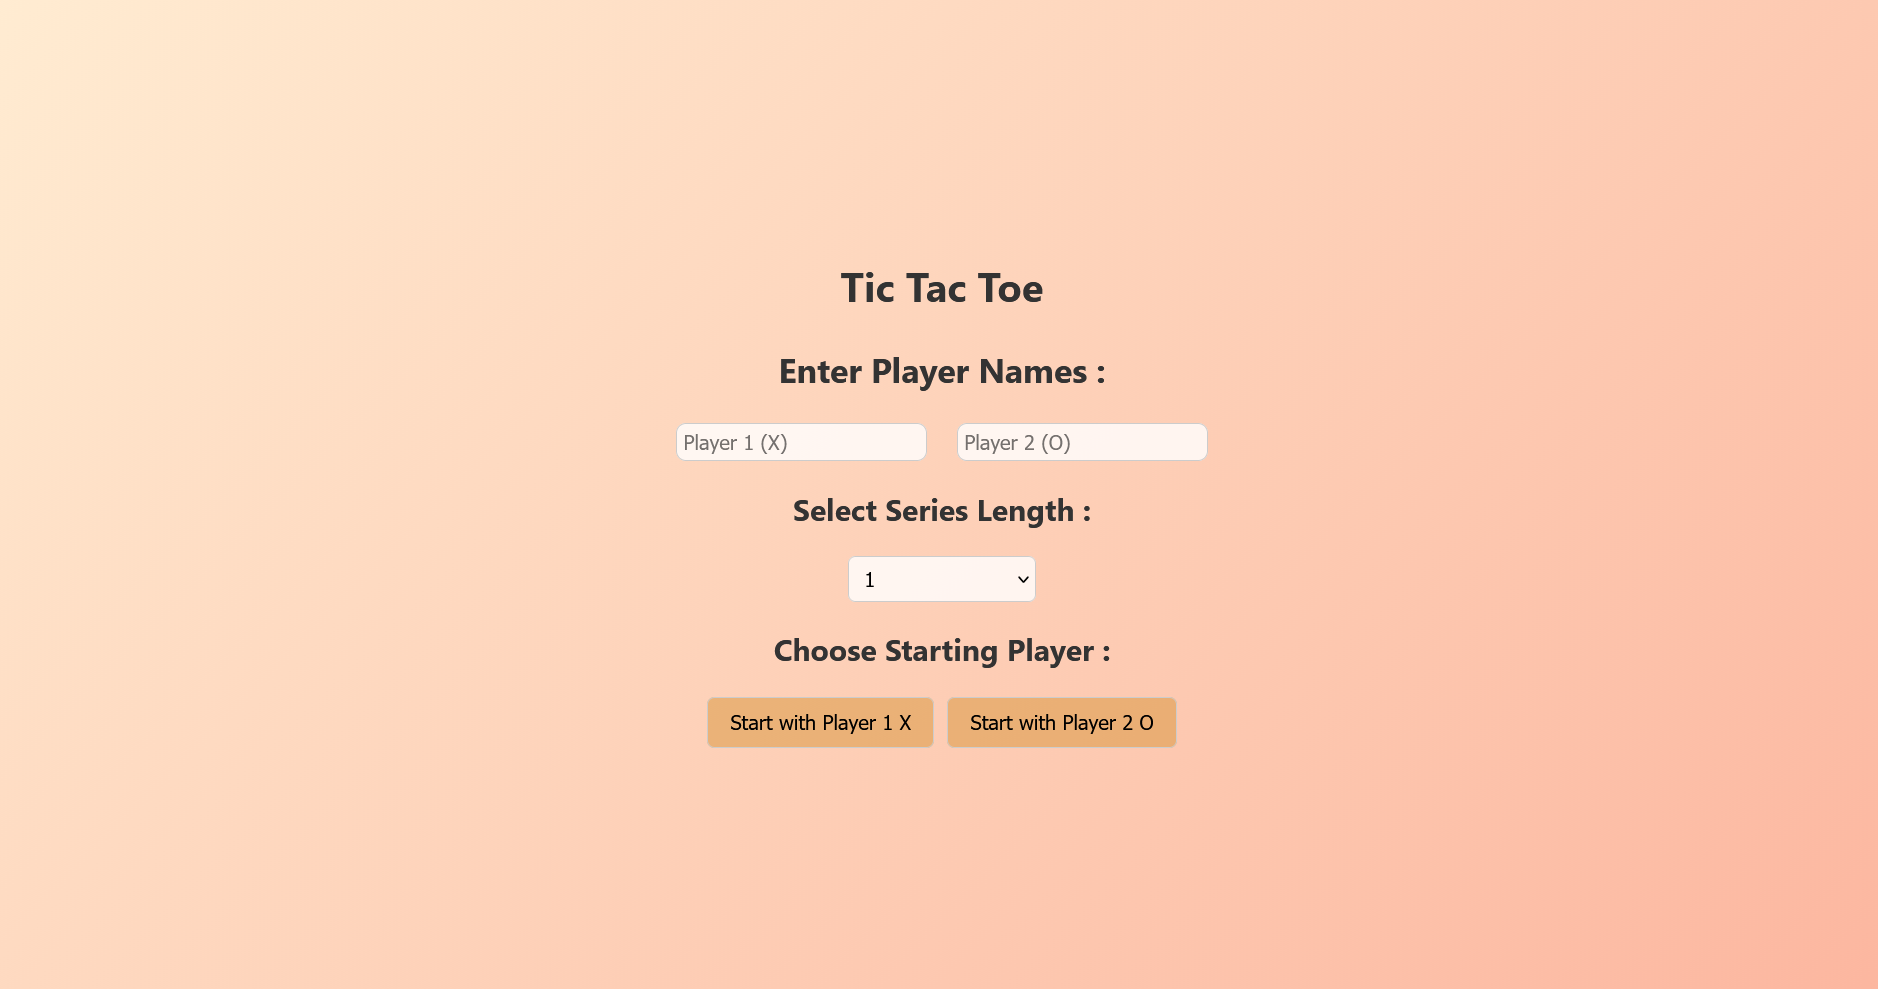 Tic Tac Toe
Enter Player Names :
Player 1 (X)
Player 2 (O)
Select Series Length :
1
Choose Starting Player :
Start with Player 1 X
Start with Player 2 O